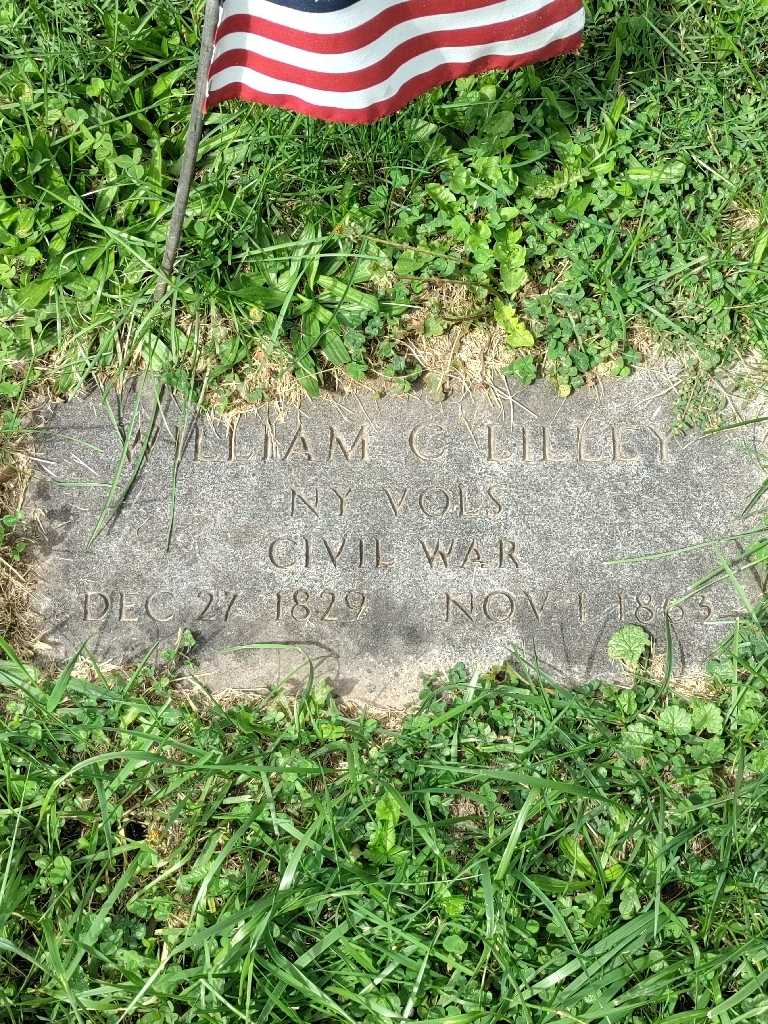 WILLIAM C LILLEY
NY VOLS
CIVIL WAR
DEC 27 1829 NOV 1 1863